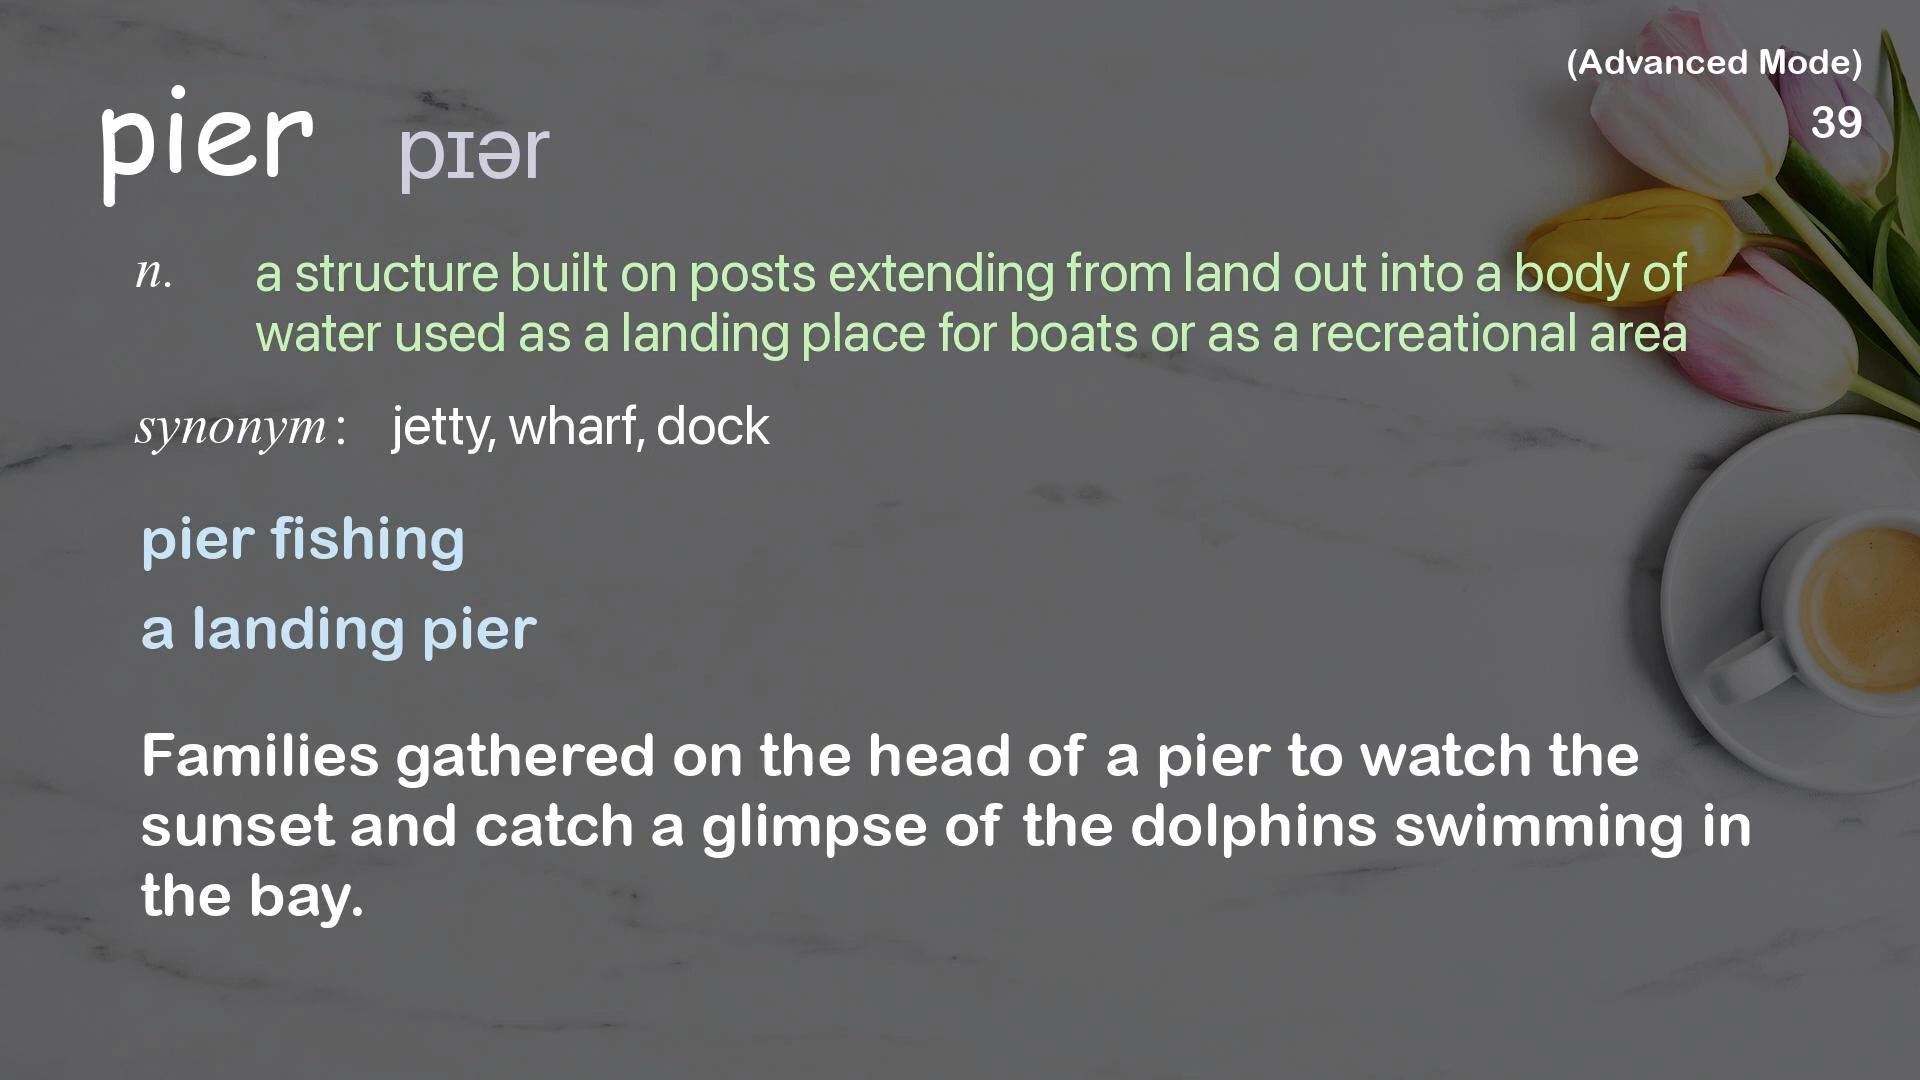 (Advanced Mode)
39
pier pɪər
n. a structure built on posts extending from land out into a body of
water used as a landing place for boats or as a recreational area
synonym : jetty, wharf, dock
pier fishing
a landing pier
Families gathered on the head of a pier to watch the
sunset and catch a glimpse of the dolphins swimming in
the bay.